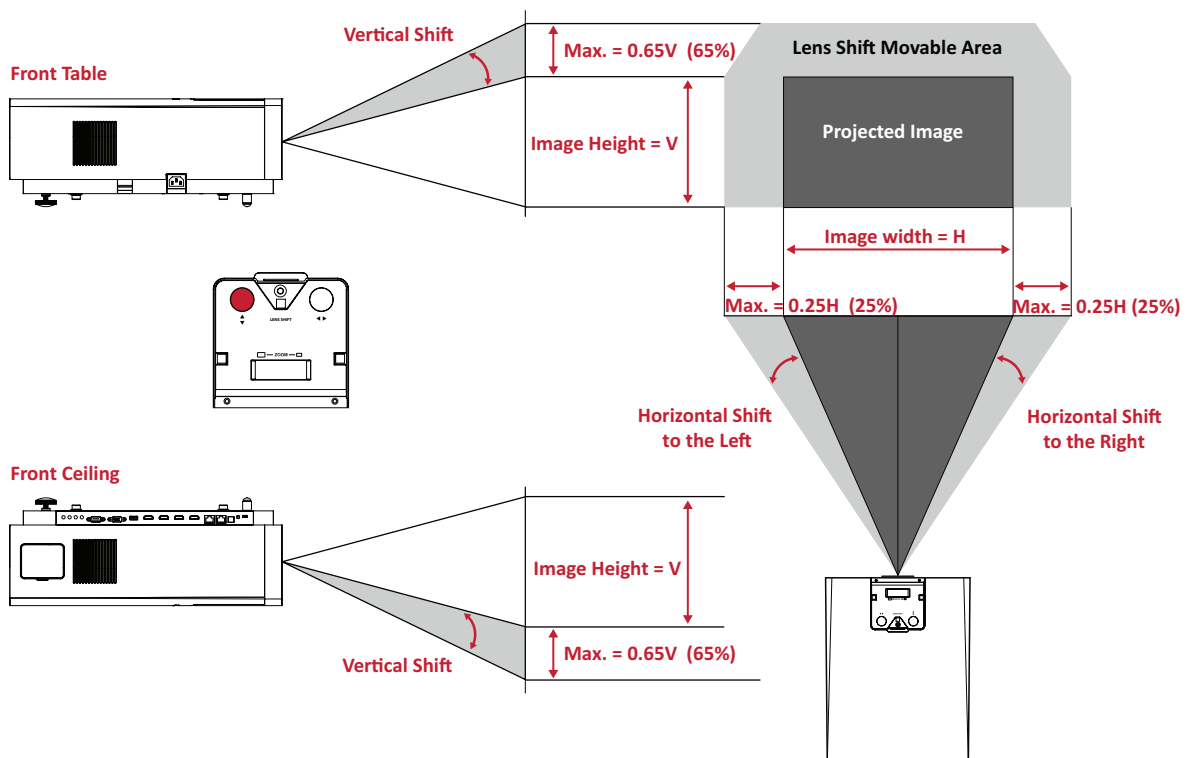 Vertical Shift
Max. = 0.65V (65%)
Lens Shift Movable Area
Front Table
Image Height = V
Projected Image
Image width = H
Max. = 0.25H (25%)
Max. = 0.25H (25%)
LENS SHIFT
ZOOM
Horizontal Shift
to the Left
Horizontal Shift
to the Right
Front Ceiling
Image Height = V
Vertical Shift
Max. = 0.65V (65%)